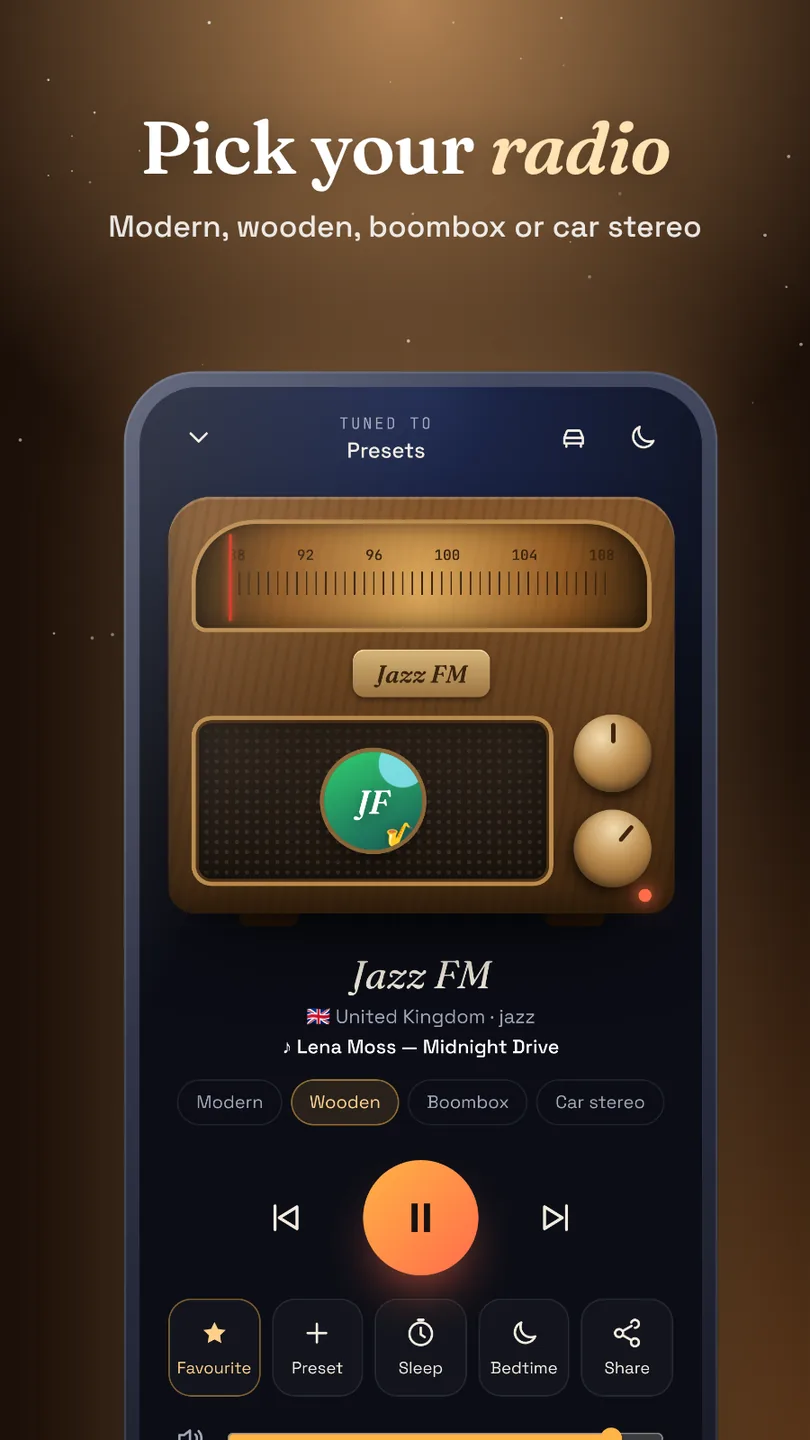 Pick your radio
Modern, wooden, boombox or car stereo
TUNED TO
Presets
88 92 96 100 104 108
Jazz FM
JF
Jazz FM
🇬🇧 United Kingdom · jazz
♪ Lena Moss — Midnight Drive
Modern Wooden Boombox Car stereo
Favourite Preset Sleep Bedtime Share